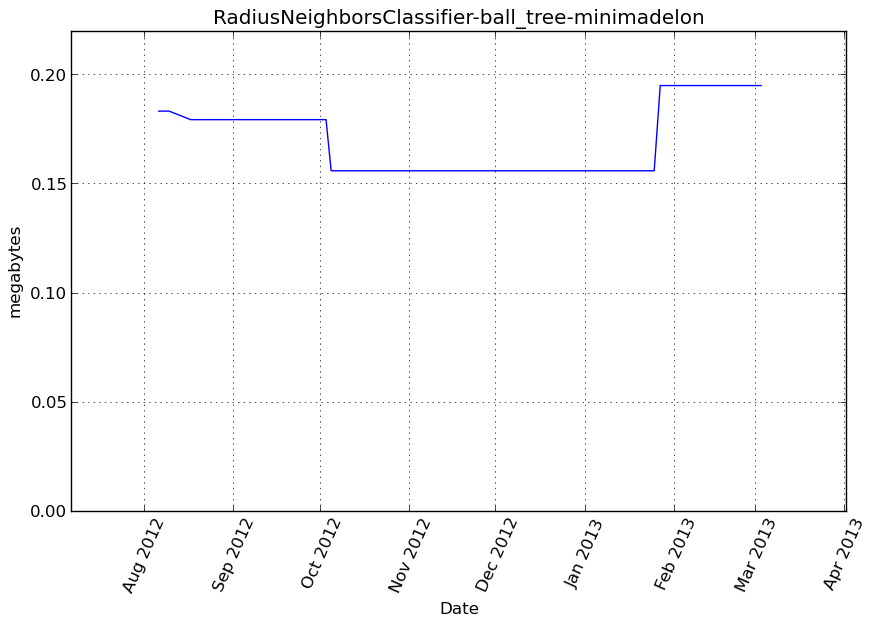 RadiusNeighborsClassifier-ball_tree-minimadelon
0.20
0.15
0.10
0.05
0.00
megabytes
Aug 2012
Sep 2012
Oct 2012
Nov 2012
Dec 2012
Jan 2013
Feb 2013
Mar 2013
Apr 2013
Date